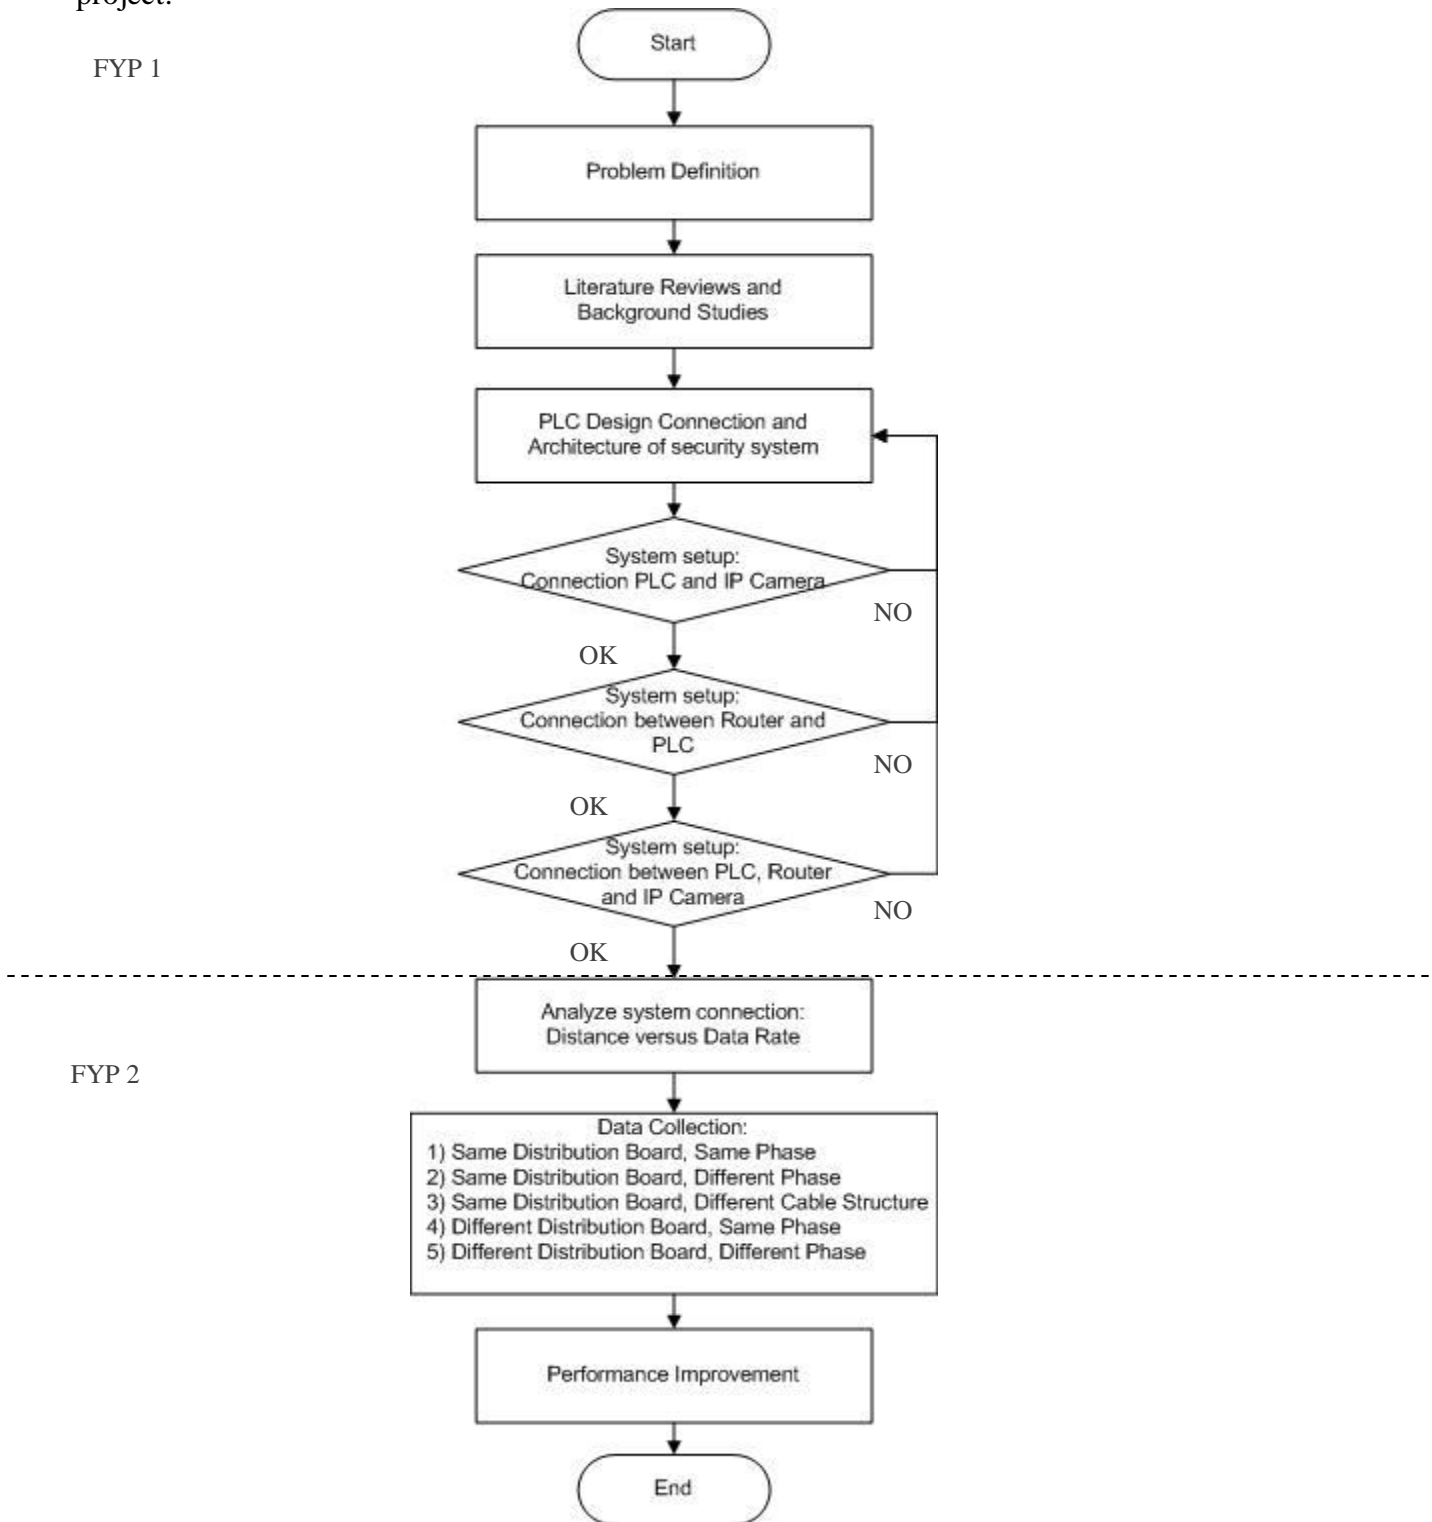 project.
Start
FYP 1
Problem Definition
Literature Reviews and
Background Studies
PLC Design Connection and
Architecture of security system
System setup:
Connection PLC and IP Camera
NO
OK
System setup:
Connection between Router and
PLC
NO
OK
System setup:
Connection between PLC, Router
and IP Camera
NO
OK
Analyze system connection:
Distance versus Data Rate
FYP 2
Data Collection:
1) Same Distribution Board, Same Phase
2) Same Distribution Board, Different Phase
3) Same Distribution Board, Different Cable Structure
4) Different Distribution Board, Same Phase
5) Different Distribution Board, Different Phase
Performance Improvement
End